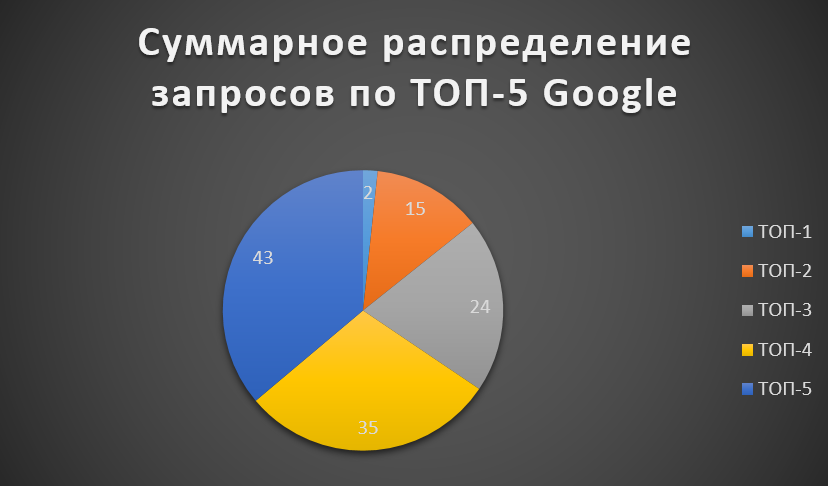 Суммарное распределение
запросов по ТОП-5 Google
2
15
24
35
43
ТОП-1
ТОП-2
ТОП-3
ТОП-4
ТОП-5